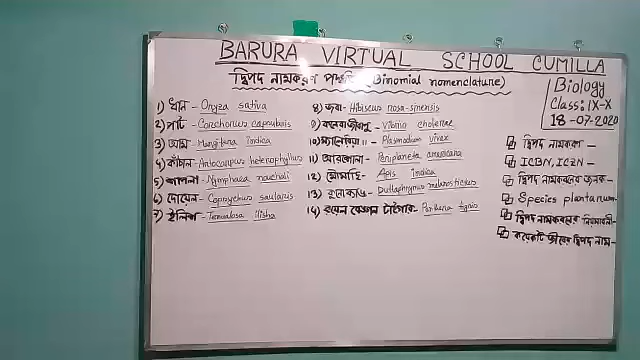 BARURA VIRTUAL SCHOOL CUMILLA
দ্বিপদ নামকরণ পদ্ধতি (Binomial nomenclature)
Biology
Class: IX-X
18-07-2020
1) ধান - Oryza sativa
2) পাট - Corchorus capsularis
3) আম - Mangifera indica
4) কাঁঠাল - Artocarpus heterophyllus
5) শাপলা - Nymphaea nouchali
6) দোয়েল - Copsychus saularis
7) ইলিশ - Tenualosa ilisha
8) জবা - Hibiscus rosa-sinensis
9) কলেরা জীবাণু - Vibrio cholerae
10) ম্যালেরিয়া " - Plasmodium vivax
11) আরশোলা - Periplaneta americana
12) মৌমাছি - Apis indica
13) কুনোব্যাঙ - Duttaphrynus melanostictus
14) রয়েল বেঙ্গল টাইগার - Panthera tigris
দ্বিপদ নামকরণ -
ICBN, ICZN -
দ্বিপদ নামকরণের জনক -
Species plantarum -
দ্বিপদ নামকরণের নিয়মাবলী -
কয়েকটি জীবের দ্বিপদ নাম -